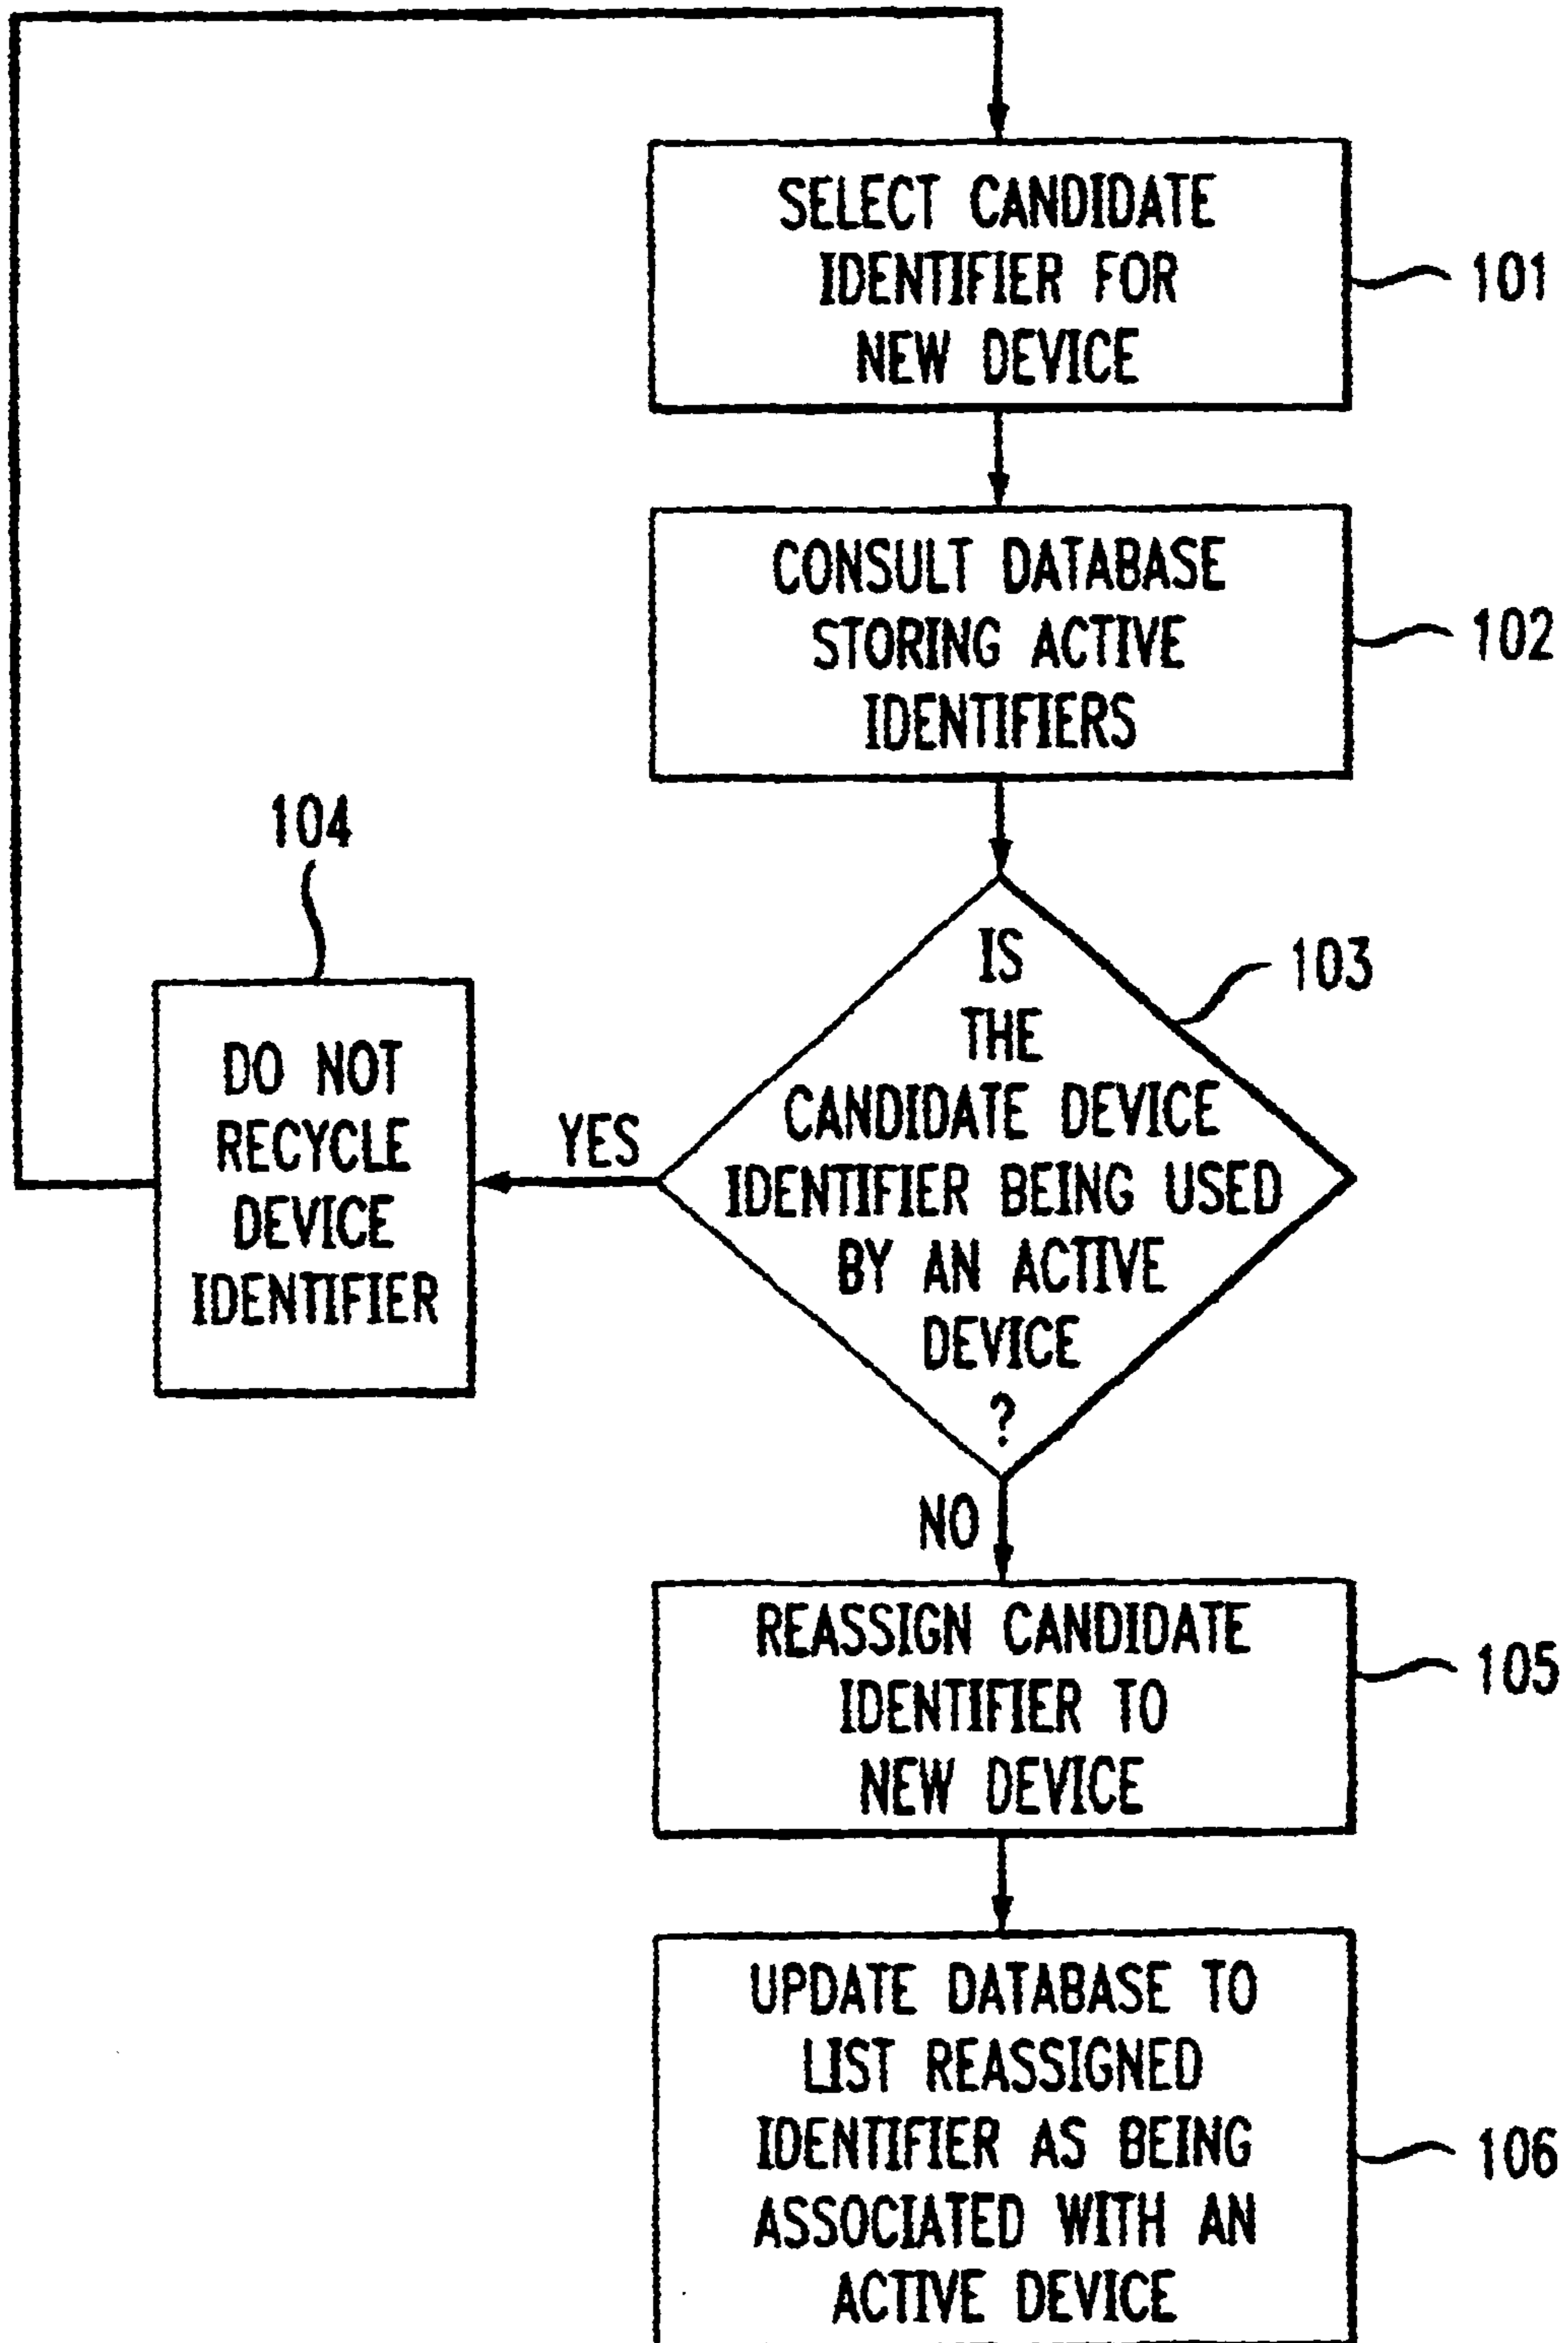 SELECT CANDIDATE
IDENTIFIER FOR
NEW DEVICE
101
CONSULT DATABASE
STORING ACTIVE
IDENTIFIERS
102
IS
THE
CANDIDATE DEVICE
IDENTIFIER BEING USED
BY AN ACTIVE
DEVICE
?
103
YES
104
DO NOT
RECYCLE
DEVICE
IDENTIFIER
NO
REASSIGN CANDIDATE
IDENTIFIER TO
NEW DEVICE
105
UPDATE DATABASE TO
LIST REASSIGNED
IDENTIFIER AS BEING
ASSOCIATED WITH AN
ACTIVE DEVICE
106